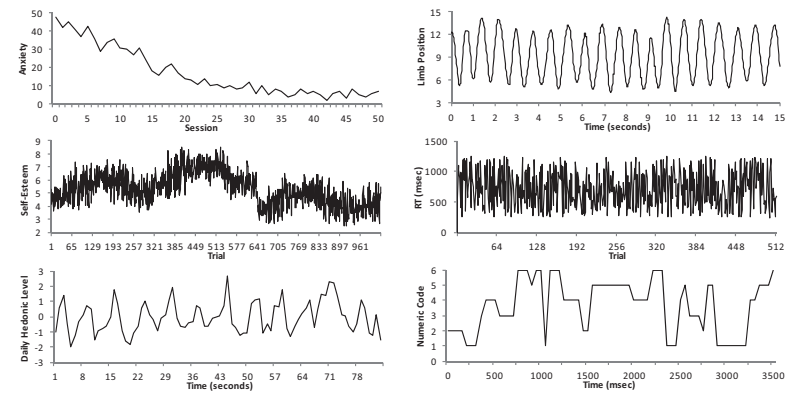 50
40
30
20
10
0
Anxiety
0 5 10 15 20 25 30 35 40 45 50
Session
15
12
9
6
3
Limb Position
0 1 2 3 4 5 6 7 8 9 10 11 12 13 14 15
Time (seconds)
9
8
7
6
5
4
3
2
Self-Esteem
1 65 129 193 257 321 385 449 513 577 641 705 769 833 897 961
Trial
1500
1000
500
0
RT (msec)
64 128 192 256 320 384 448 512
Trial
3
2
1
0
-1
-2
-3
Daily Hedonic Level
1 8 15 22 29 36 43 50 57 64 71 78
Time (seconds)
6
5
4
3
2
1
0
Numeric Code
0 500 1000 1500 2000 2500 3000 3500
Time (msec)